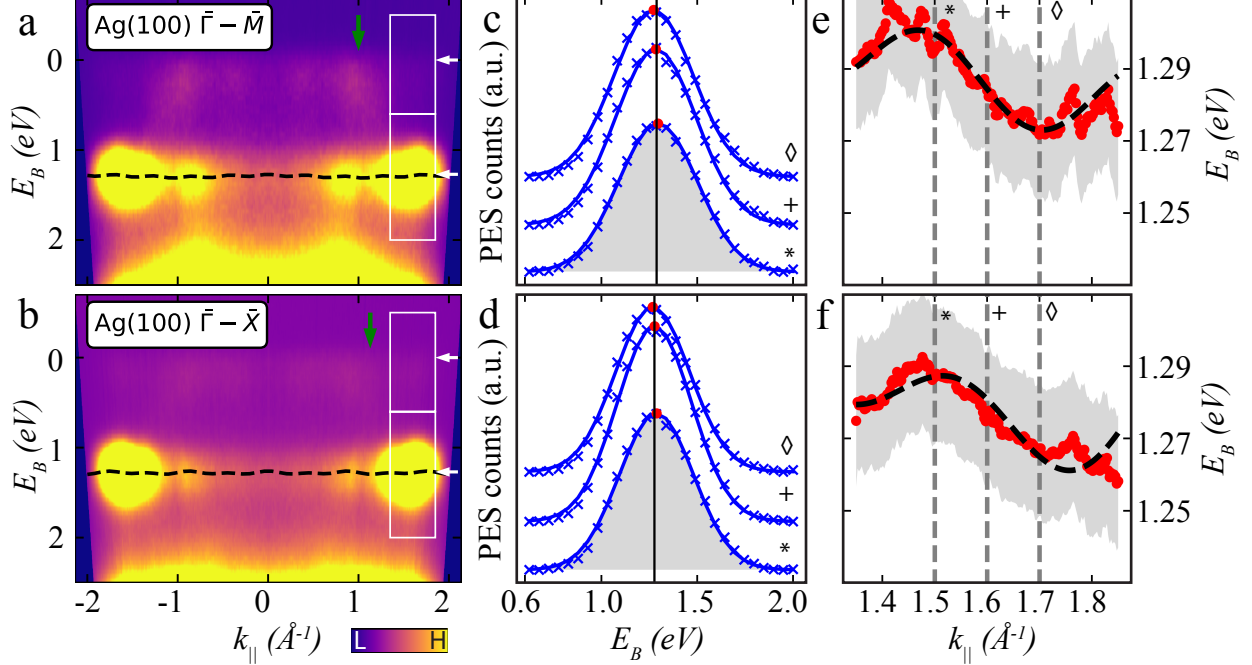 a
Ag(100) Γ̄ − M̄
0
1
2
E_B (eV)
b
Ag(100) Γ̄ − X̄
0
1
2
E_B (eV)
-2 -1 0 1 2
k_|| (Å⁻¹)
L H
c
PES counts (a.u.)
◊
+
*
d
PES counts (a.u.)
◊
+
*
0.6 1.0 1.5 2.0
E_B (eV)
e
* + ◊
1.29
1.27
1.25
E_B (eV)
f
* + ◊
1.29
1.27
1.25
E_B (eV)
1.4 1.5 1.6 1.7 1.8
k_|| (Å⁻¹)